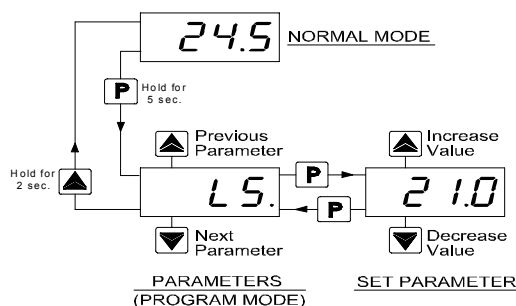 24.5
NORMAL MODE
P
Hold for
5 sec.
Previous
Parameter
Increase
Value
Hold for
2 sec.
P
LS.
21.0
P
Next
Parameter
Decrease
Value
PARAMETERS
(PROGRAM MODE)
SET PARAMETER